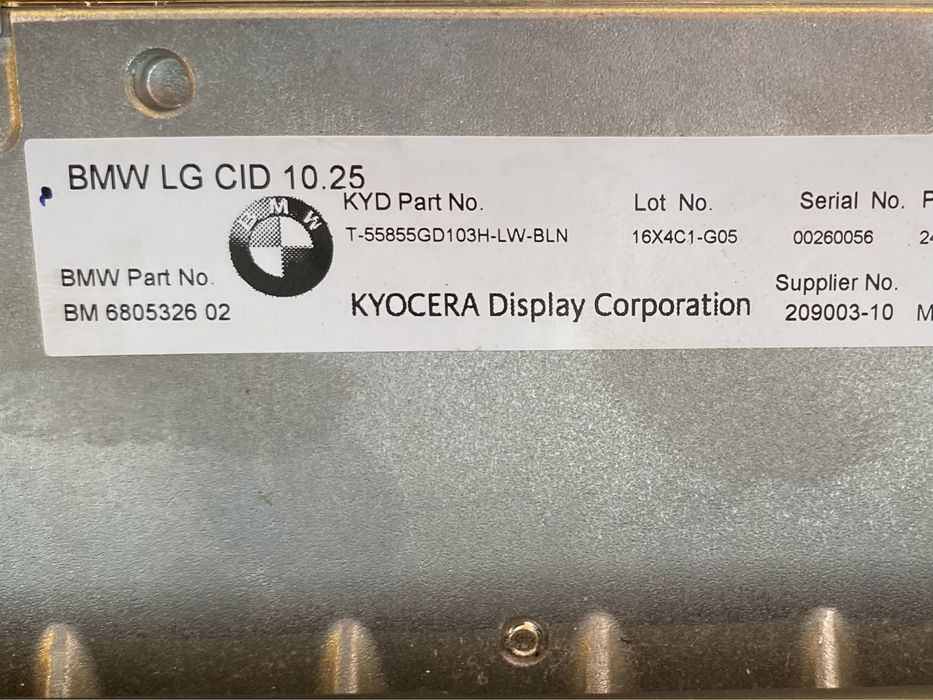 BMW LG CID 10.25
BMW
KYD Part No. Lot No. Serial No.
T-55855GD103H-LW-BLN 16X4C1-G05 00260056
BMW Part No. Supplier No.
BM 6805326 02 KYOCERA Display Corporation 209003-10